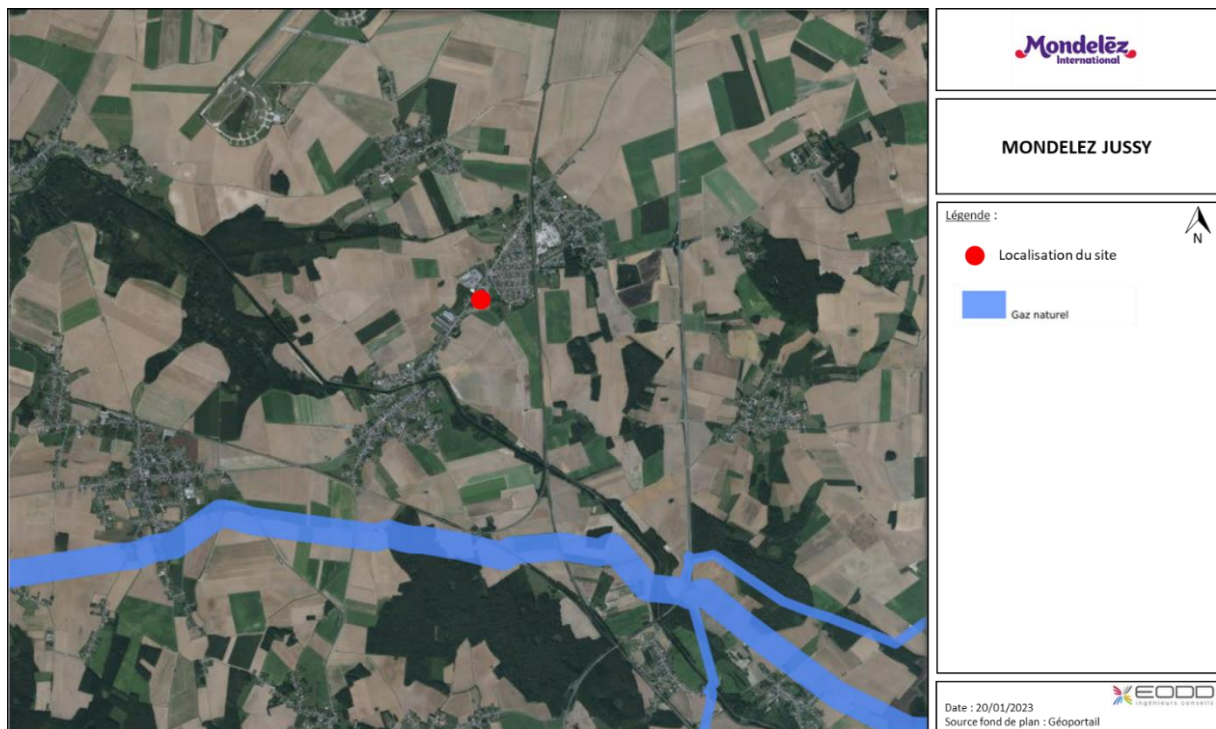 Mondelēz
International
MONDELEZ JUSSY
Légende :
N
Localisation du site
Gaz naturel
EODD
ingénieurs conseils
Date : 20/01/2023
Source fond de plan : Géoportail